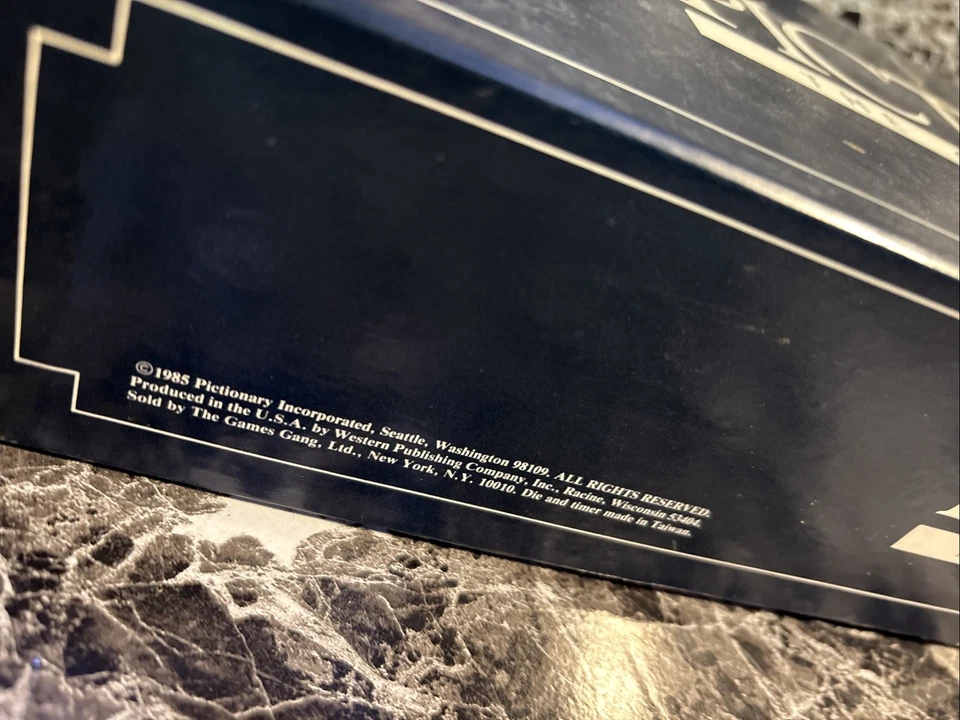 ©1985 Pictionary Incorporated, Seattle, Washington 98109. ALL RIGHTS RESERVED.
Produced in the U.S.A. by Western Publishing Company, Inc., Racine, Wisconsin 53404.
Sold by The Games Gang, Ltd., New York, N.Y. 10010. Die and timer made in Taiwan.